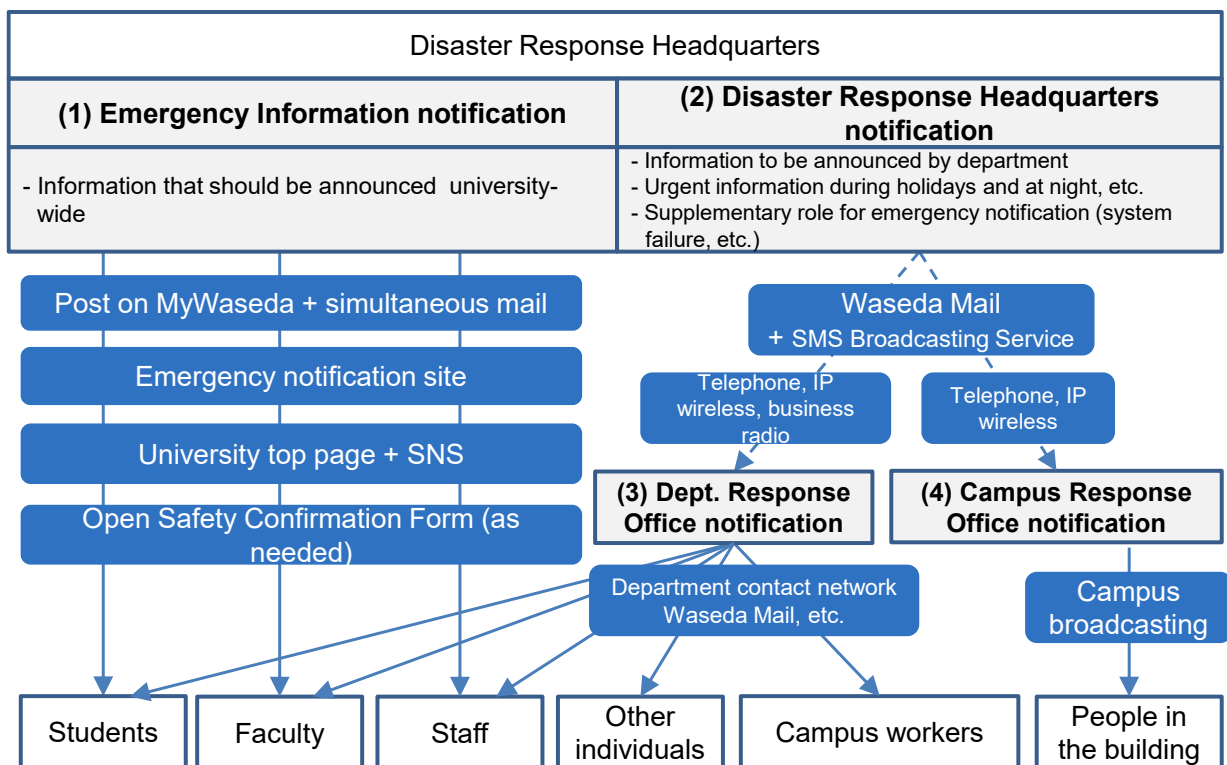 Disaster Response Headquarters
(1) Emergency Information notification
(2) Disaster Response Headquarters
notification
- Information that should be announced university-
wide
- Information to be announced by department
- Urgent information during holidays and at night, etc.
- Supplementary role for emergency notification (system
failure, etc.)
Post on MyWaseda + simultaneous mail
Waseda Mail
+ SMS Broadcasting Service
Emergency notification site
Telephone, IP
wireless, business
radio
Telephone, IP
wireless
University top page + SNS
(3) Dept. Response
Office notification
(4) Campus Response
Office notification
Open Safety Confirmation Form (as
needed)
Department contact network
Waseda Mail, etc.
Campus
broadcasting
Students
Faculty
Staff
Other
individuals
Campus workers
People in
the building